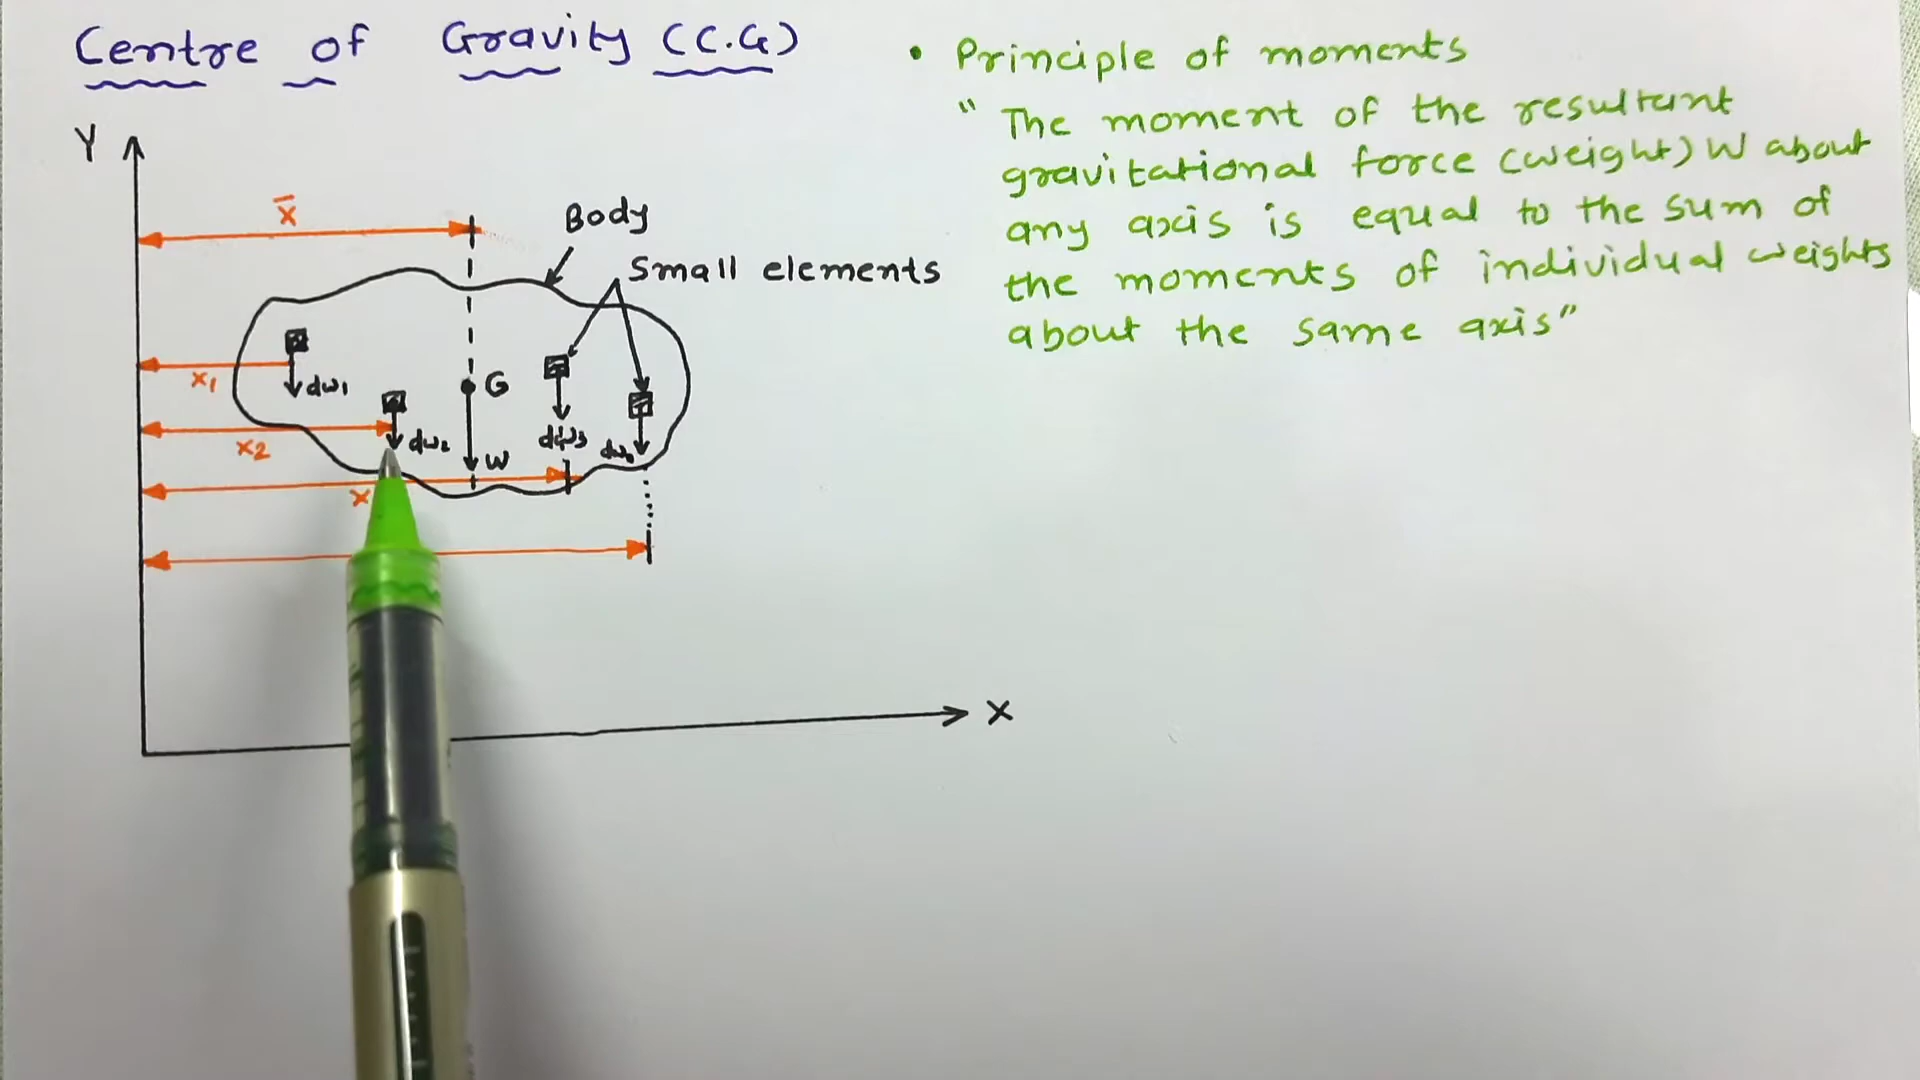 Centre of Gravity (C.G)
Y
x̄
Body
Small elements
x1
dw1
G
x2
dw2
W
dw3
x
X
• Principle of moments
" The moment of the resultant
gravitational force (weight) W about
any axis is equal to the sum of
the moments of individual weights
about the same axis"